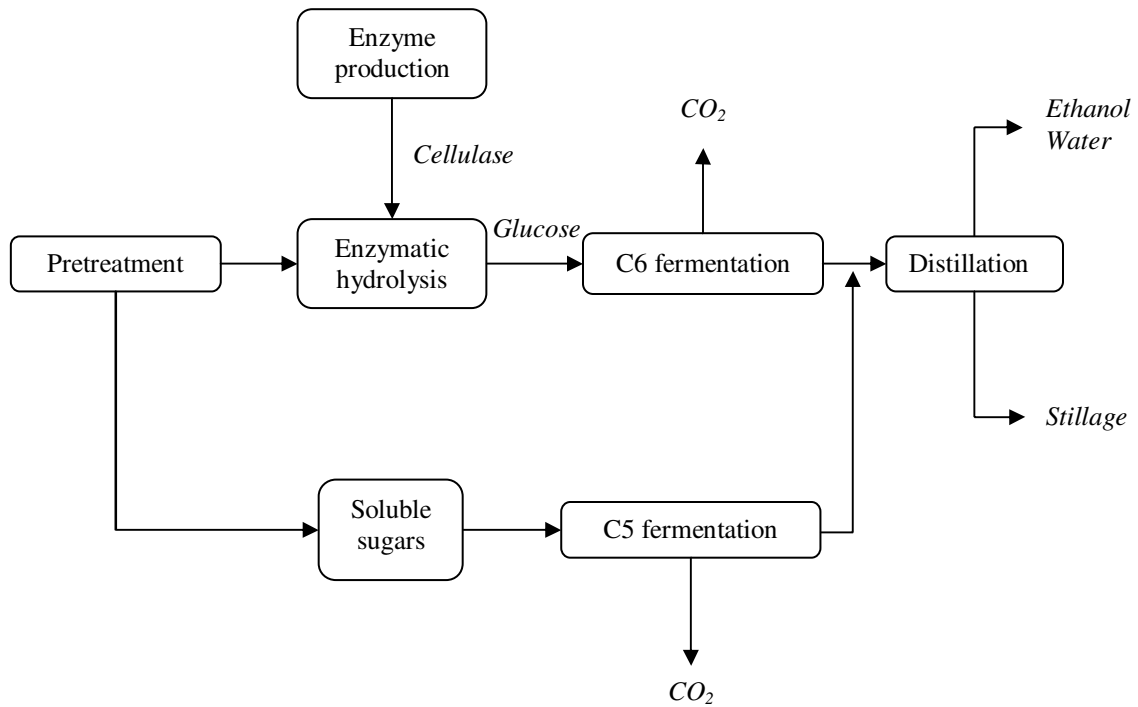 Enzyme
production
CO₂
Ethanol
Water
Cellulase
Pretreatment
Enzymatic
hydrolysis
Glucose
C6 fermentation
Distillation
Stillage
Soluble
sugars
C5 fermentation
CO₂